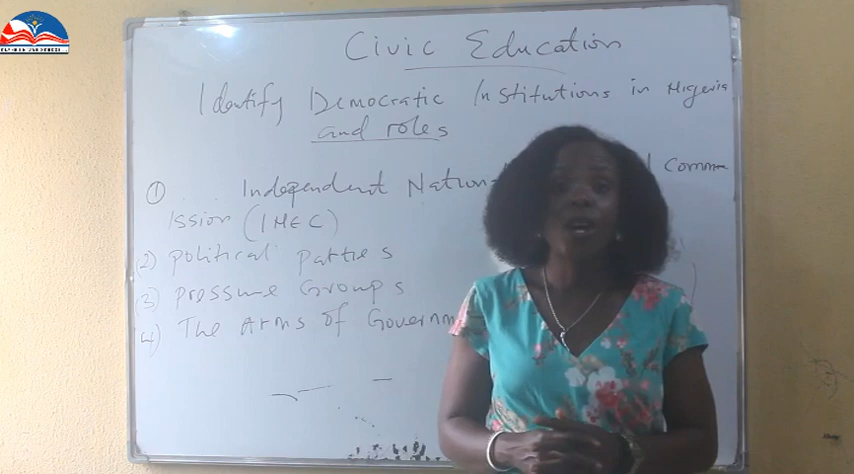 Civic Education
Identify Democratic Institutions in Nigeria
and roles
① Independent Nation Comm
ission (INEC)
(2) Political Parties
(3) Pressure Groups
(4) The Arms of Governm